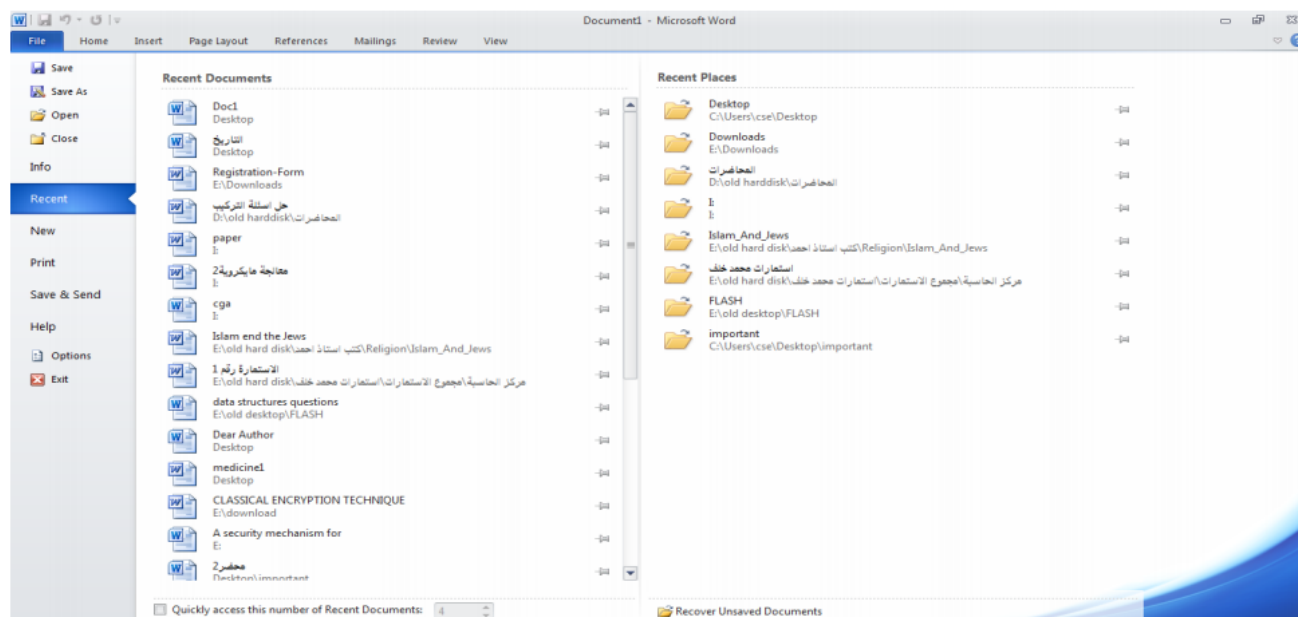 Document1 - Microsoft Word
File Home Insert Page Layout References Mailings Review View
Save
Save As
Open
Close
Info
Recent
New
Print
Save & Send
Help
Options
Exit
Recent Documents
Doc1
Desktop
التاريخ
Desktop
Registration-Form
E:\Downloads
حل اسئلة التركيب
D:\old harddisk\المحاضرات
paper
I:
معالجة مايكروية2
I:
cga
I:
Islam end the Jews
E:\old hard disk\كتب استاذ احمد\Religion\Islam_And_Jews
الاستمارة رقم 1
E:\old hard disk\مركز الحاسبة\مجموع الاستمارات\استمارات محمد خلف
data structures questions
E:\old desktop\FLASH
Dear Author
Desktop
medicine1
Desktop
CLASSICAL ENCRYPTION TECHNIQUE
E:\download
A security mechanism for
E:
محضر2
Desktop\important
Quickly access this number of Recent Documents: 4
Recent Places
Desktop
C:\Users\cse\Desktop
Downloads
E:\Downloads
المحاضرات
D:\old harddisk\المحاضرات
I:
I:
Islam_And_Jews
E:\old hard disk\كتب استاذ احمد\Religion\Islam_And_Jews
استمارات محمد خلف
E:\old hard disk\مركز الحاسبة\مجموع الاستمارات\استمارات محمد خلف
FLASH
E:\old desktop\FLASH
important
C:\Users\cse\Desktop\important
Recover Unsaved Documents